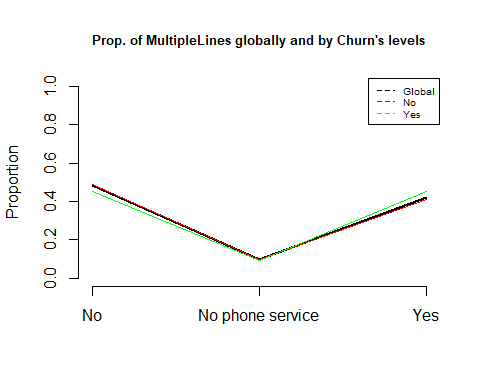 Prop. of MultipleLines globally and by Churn's levels
Global
No
Yes
Proportion
1.0
0.8
0.6
0.4
0.2
0.0
No
No phone service
Yes